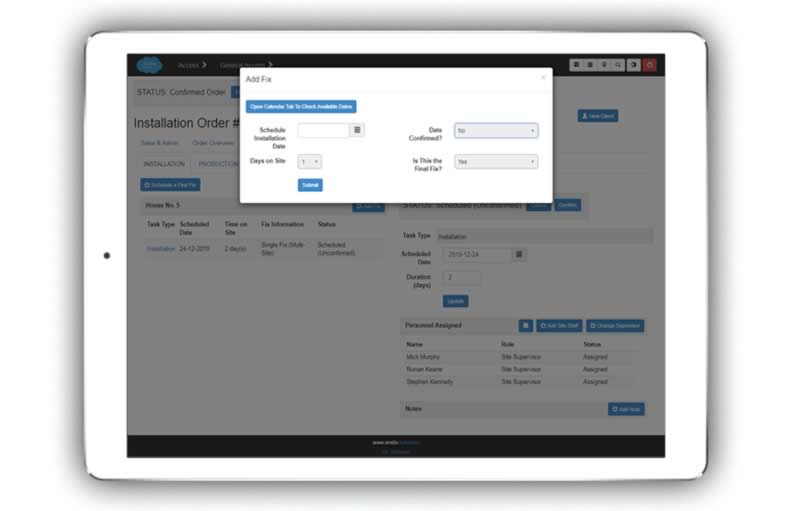 Access
General Access
Add Fix
×
STATUS: Confirmed Order
Open Calendar Tab To Check Available Dates
View Client
Installation Order #
Schedule Installation Date
Date Confirmed?
No
Sales & Admin
Order Overview
Days on Site
1
Is This the Final Fix?
Yes
INSTALLATION
PRODUCTION
Submit
Schedule a Final Fix
House No. 5
STATUS: Scheduled (Unconfirmed)
Confirm
Task Type
Scheduled Date
Time on Site
Fix Information
Status
Installation
24-12-2019
2 day(s)
Single Fix (Multi Site)
Scheduled (Unconfirmed)
Task Type
Installation
Scheduled Date
2019-12-24
Duration (days)
2
Update
Personnel Assigned
Add Site Staff
Change Supervisor
Name
Role
Status
Mick Murphy
Site Supervisor
Assigned
Ronan Keane
Site Supervisor
Assigned
Stephen Kennedy
Site Supervisor
Assigned
Notes
Add Note